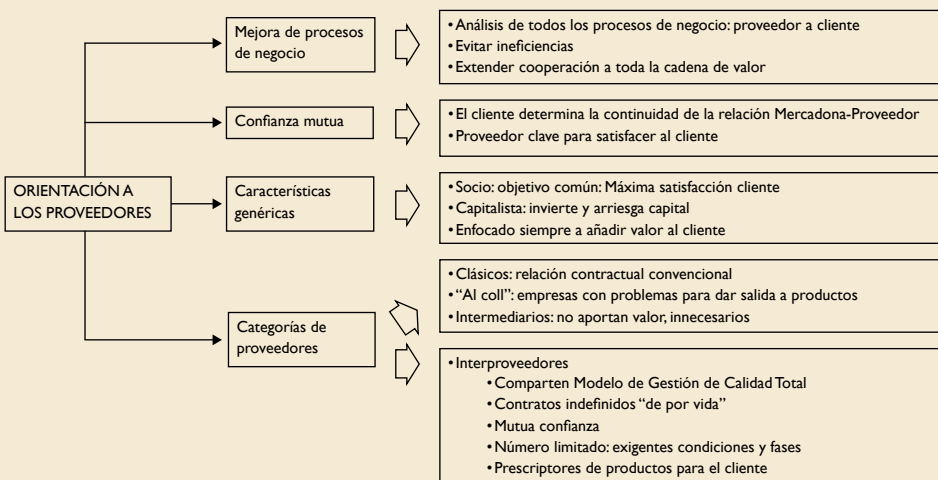 ORIENTACIÓN A
LOS PROVEEDORES
Mejora de procesos
de negocio
• Análisis de todos los procesos de negocio: proveedor a cliente
• Evitar ineficiencias
• Extender cooperación a toda la cadena de valor
Confianza mutua
• El cliente determina la continuidad de la relación Mercadona-Proveedor
• Proveedor clave para satisfacer al cliente
Características
genéricas
• Socio: objetivo común: Máxima satisfacción cliente
• Capitalista: invierte y arriesga capital
• Enfocado siempre a añadir valor al cliente
Categorías de
proveedores
• Clásicos: relación contractual convencional
• “Al coll”: empresas con problemas para dar salida a productos
• Intermediarios: no aportan valor, innecesarios
• Interproveedores
• Comparten Modelo de Gestión de Calidad Total
• Contratos indefinidos “de por vida”
• Mutua confianza
• Número limitado: exigentes condiciones y fases
• Prescriptores de productos para el cliente